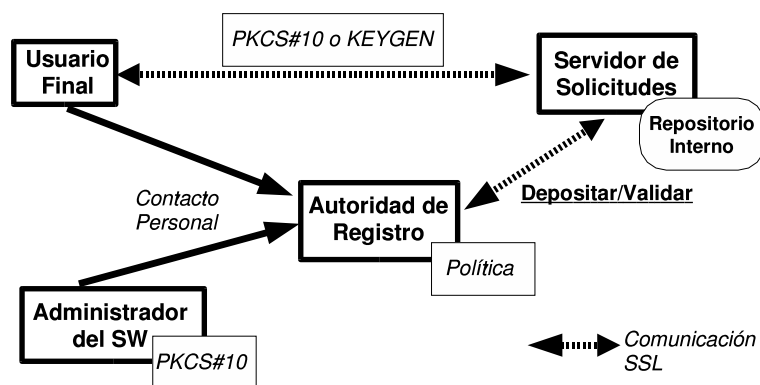 PKCS#10 o KEYGEN
Usuario
Final
Servidor de
Solicitudes
Repositorio
Interno
Contacto
Personal
Autoridad de
Registro
Depositar/Validar
Política
Administrador
del SW
PKCS#10
Comunicación
SSL